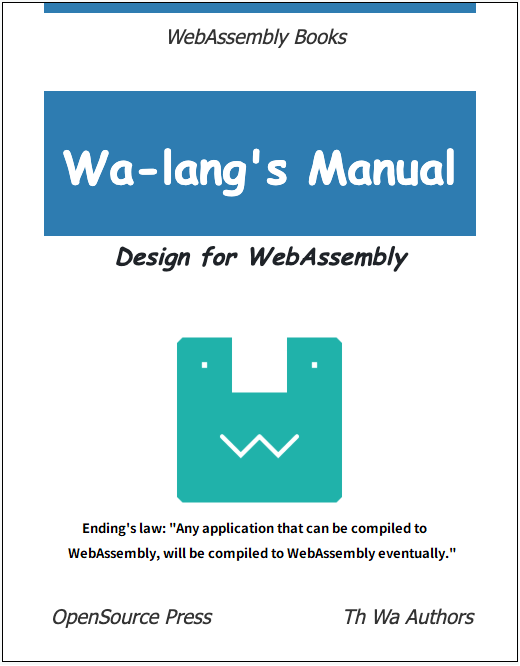 WebAssembly Books
Wa-lang's Manual
Design for WebAssembly
Ending's law: "Any application that can be compiled to
WebAssembly, will be compiled to WebAssembly eventually."
OpenSource Press
Th Wa Authors